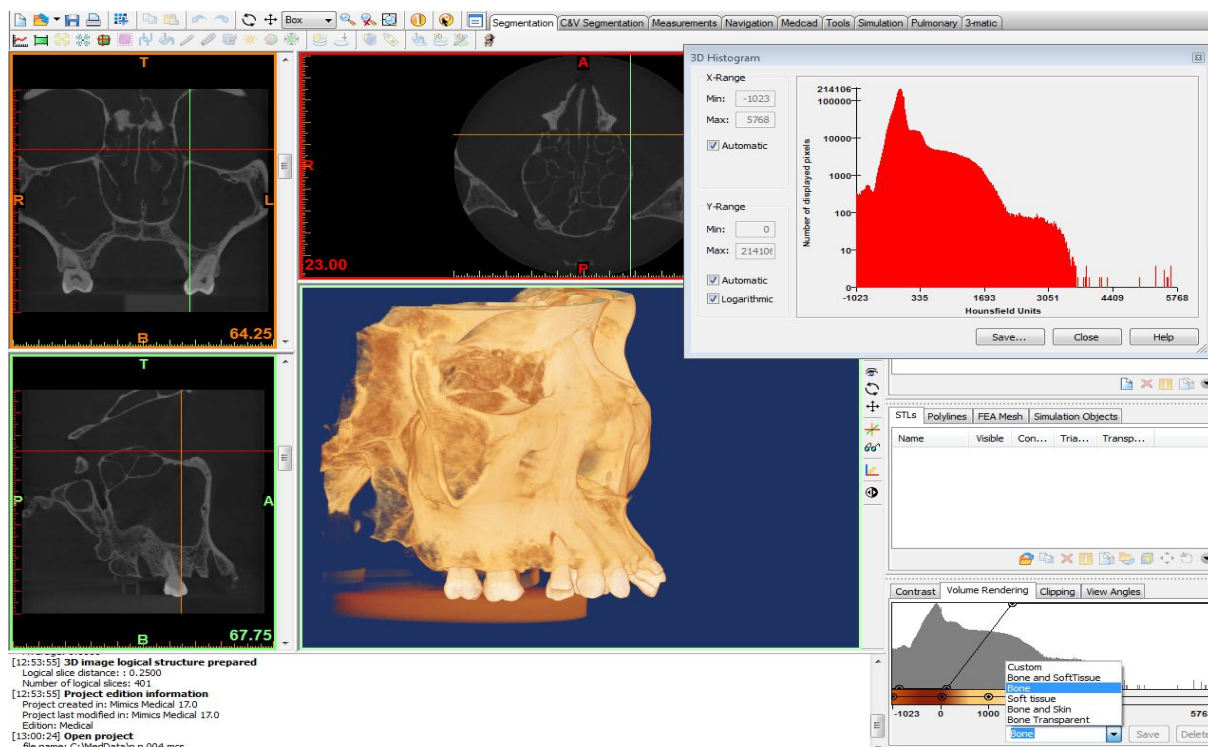 Box
Segmentation C&V Segmentation Measurements Navigation Medcad Tools Simulation Pulmonary 3-matic
T
R
L
B
64.25
A
R
P
23.00
T
P
A
B
67.75
3D Histogram
X-Range
Min: -1023
Max: 5768
Automatic
Y-Range
Min: 0
Max: 214106
Automatic
Logarithmic
Number of displayed pixels
214106
100000
10000
1000
100
10
0
-1023 335 1693 3051 4409 5768
Hounsfield Units
Save... Close Help
STLs Polylines FEA Mesh Simulation Objects
Name Visible Con... Tria... Transp...
Contrast Volume Rendering Clipping View Angles
Custom
Bone and SoftTissue
Bone
Soft tissue
Bone and Skin
Bone Transparent
-1023 0 1000
Bone Save Delete
[12:53:55] 3D image logical structure prepared
Logical slice distance: : 0.2500
Number of logical slices: 401
[12:53:55] Project edition information
Project created in: Mimics Medical 17.0
Project last modified in: Mimics Medical 17.0
Edition: Medical
[13:00:24] Open project